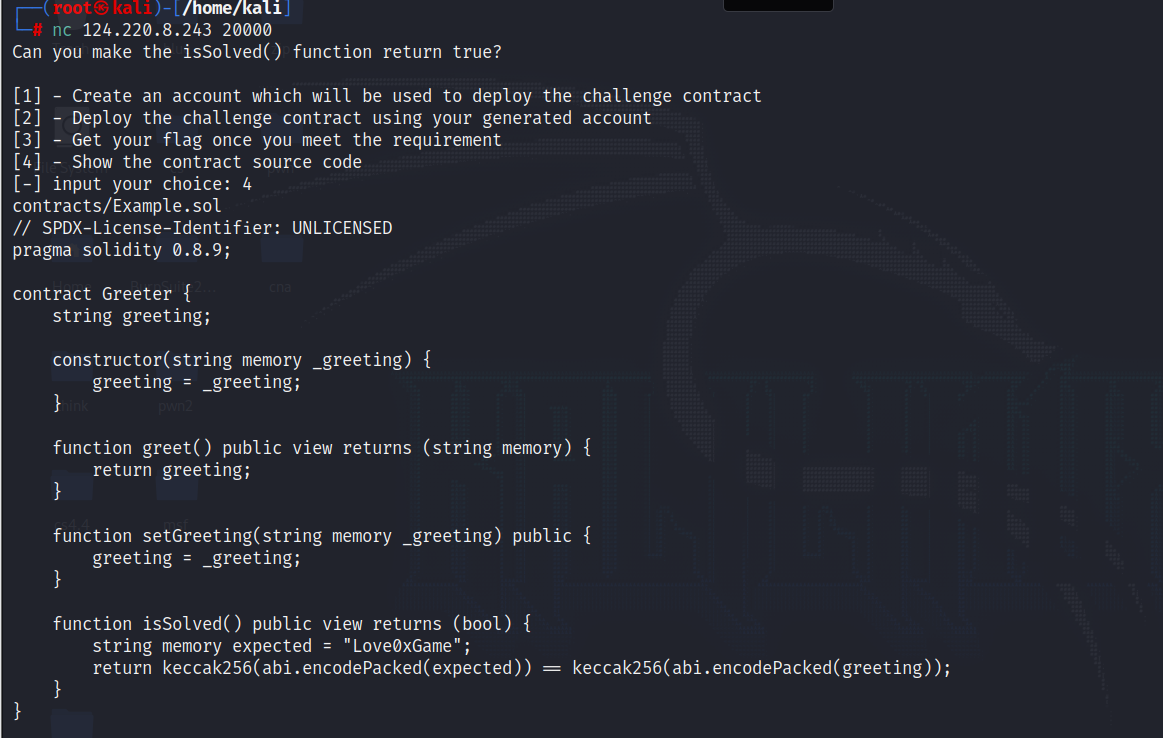 ┌──(root㉿kali)-[/home/kali]
└─# nc 124.220.8.243 20000
Can you make the isSolved() function return true?
[1] - Create an account which will be used to deploy the challenge contract
[2] - Deploy the challenge contract using your generated account
[3] - Get your flag once you meet the requirement
[4] - Show the contract source code
[-] input your choice: 4
contracts/Example.sol
// SPDX-License-Identifier: UNLICENSED
pragma solidity 0.8.9;
contract Greeter {
    string greeting;
    constructor(string memory _greeting) {
        greeting = _greeting;
    }
    function greet() public view returns (string memory) {
        return greeting;
    }
    function setGreeting(string memory _greeting) public {
        greeting = _greeting;
    }
    function isSolved() public view returns (bool) {
        string memory expected = "Love0xGame";
        return keccak256(abi.encodePacked(expected)) == keccak256(abi.encodePacked(greeting));
    }
}